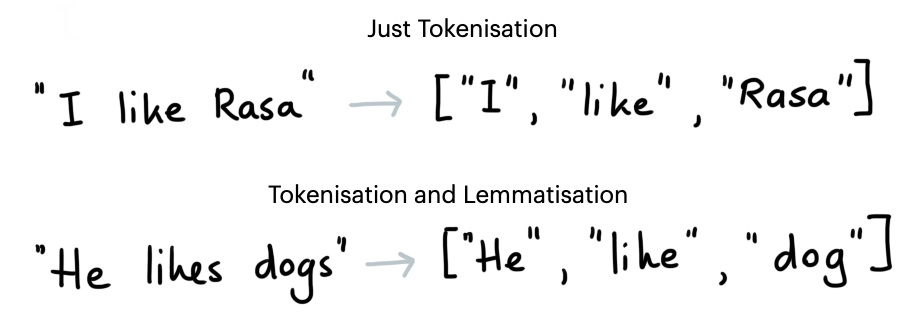 Just Tokenisation
"I like Rasa" → ["I", "like", "Rasa"]
Tokenisation and Lemmatisation
"He likes dogs" → ["He", "like", "dog"]